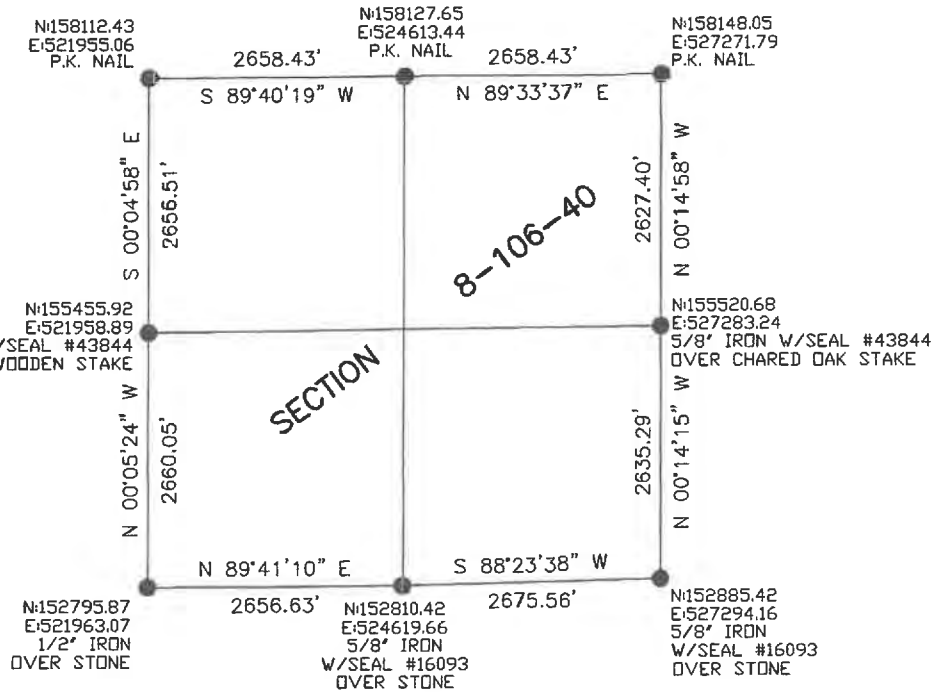 N:158112.43
E:521955.06
P.K. NAIL
N:158127.65
E:524613.44
P.K. NAIL
N:158148.05
E:527271.79
P.K. NAIL
2658.43'
S 89°40'19" W
2658.43'
N 89°33'37" E
S 00°04'58" E
2656.51'
2627.40'
N 00°14'58" W
8-106-40
SECTION
N:155455.92
E:521958.89
/SEAL #43844
WOODEN STAKE
N:155520.68
E:527283.24
5/8" IRON W/SEAL #43844
OVER CHARED OAK STAKE
N 00°05'24" W
2660.05'
2635.29'
N 00°14'15" W
N 89°41'10" E
2656.63'
S 88°23'38" W
2675.56'
N:152795.87
E:521963.07
1/2" IRON
OVER STONE
N:152810.42
E:524619.66
5/8" IRON
W/SEAL #16093
OVER STONE
N:152885.42
E:527294.16
5/8" IRON
W/SEAL #16093
OVER STONE